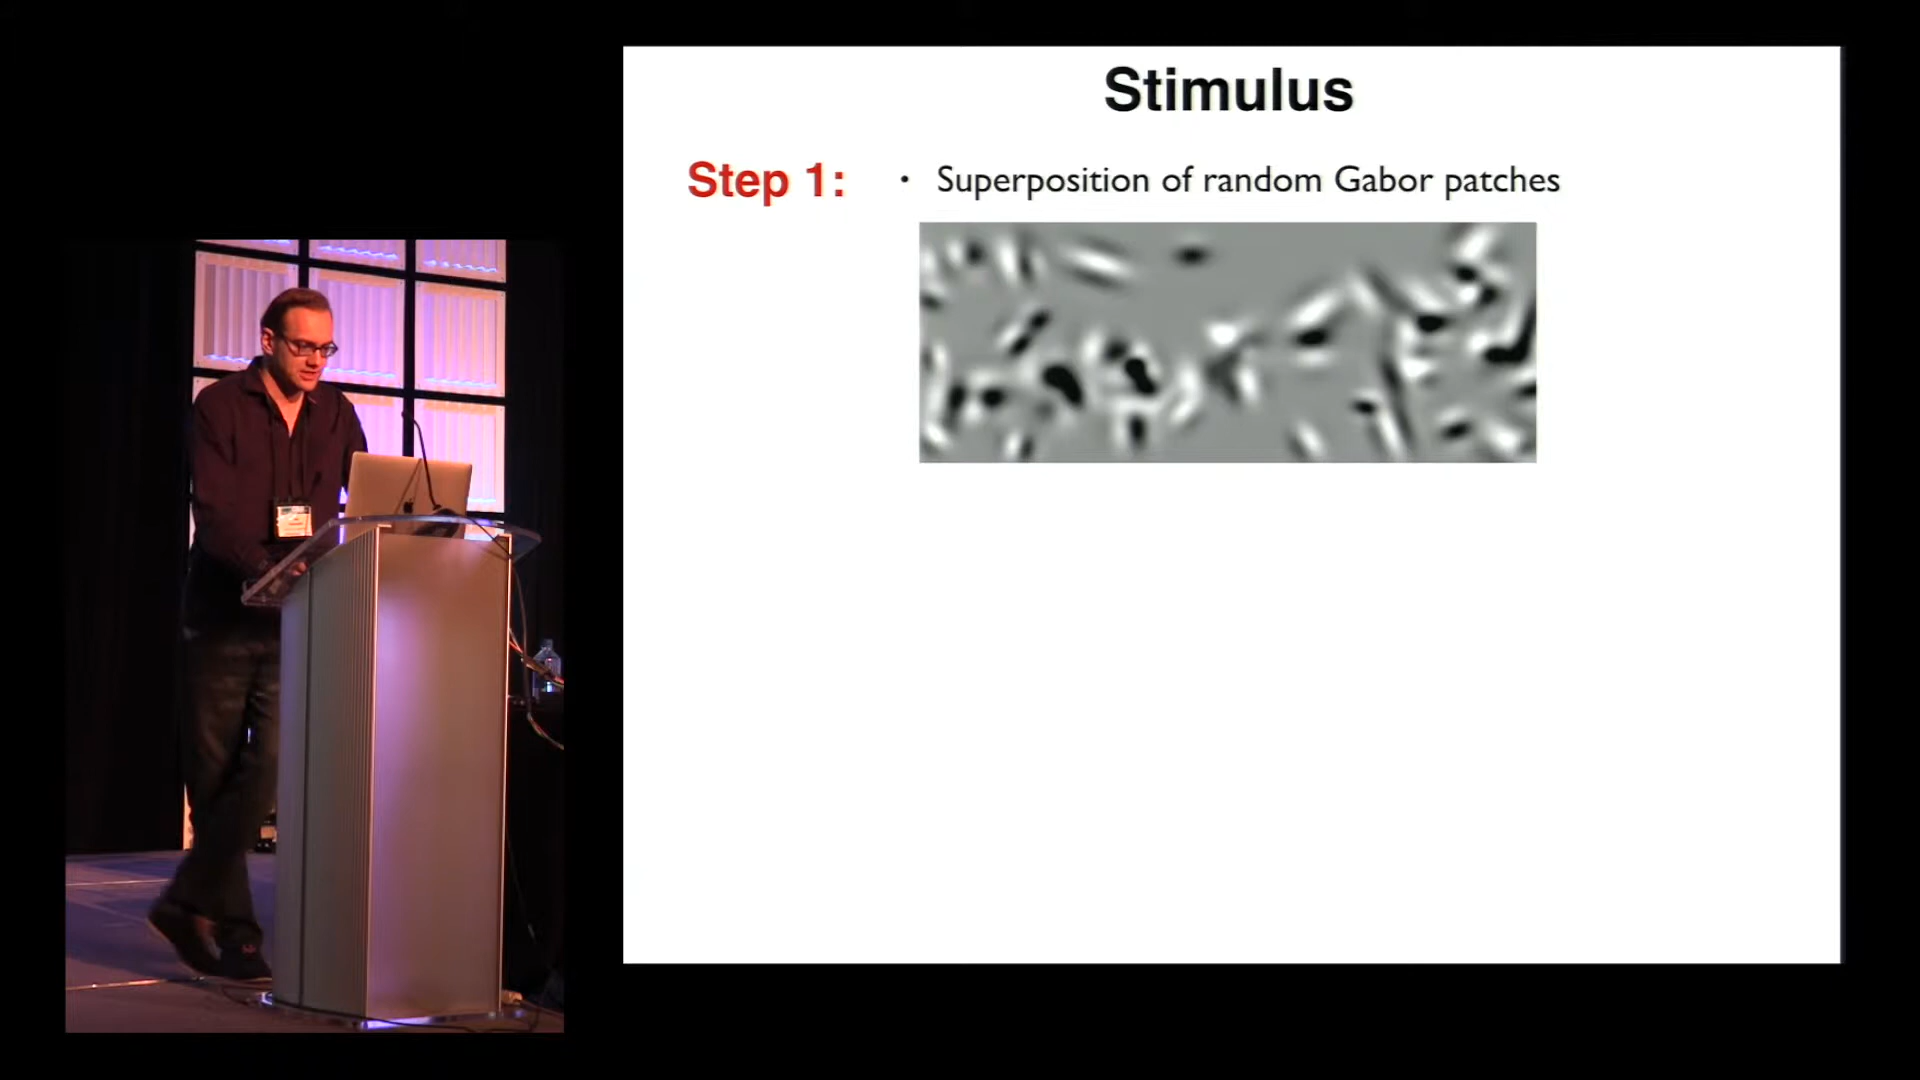 Stimulus
Step 1:
• Superposition of random Gabor patches